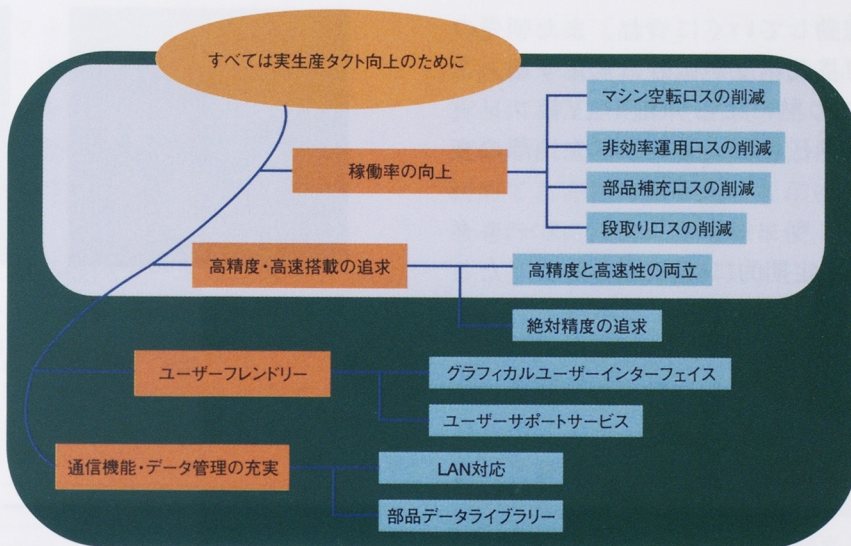 すべては実生産タクト向上のために
マシン空転ロスの削減
非効率運用ロスの削減
稼働率の向上
部品補充ロスの削減
段取りロスの削減
高精度・高速搭載の追求
高精度と高速性の両立
絶対精度の追求
ユーザーフレンドリー
グラフィカルユーザーインターフェイス
ユーザーサポートサービス
通信機能・データ管理の充実
LAN対応
部品データライブラリー